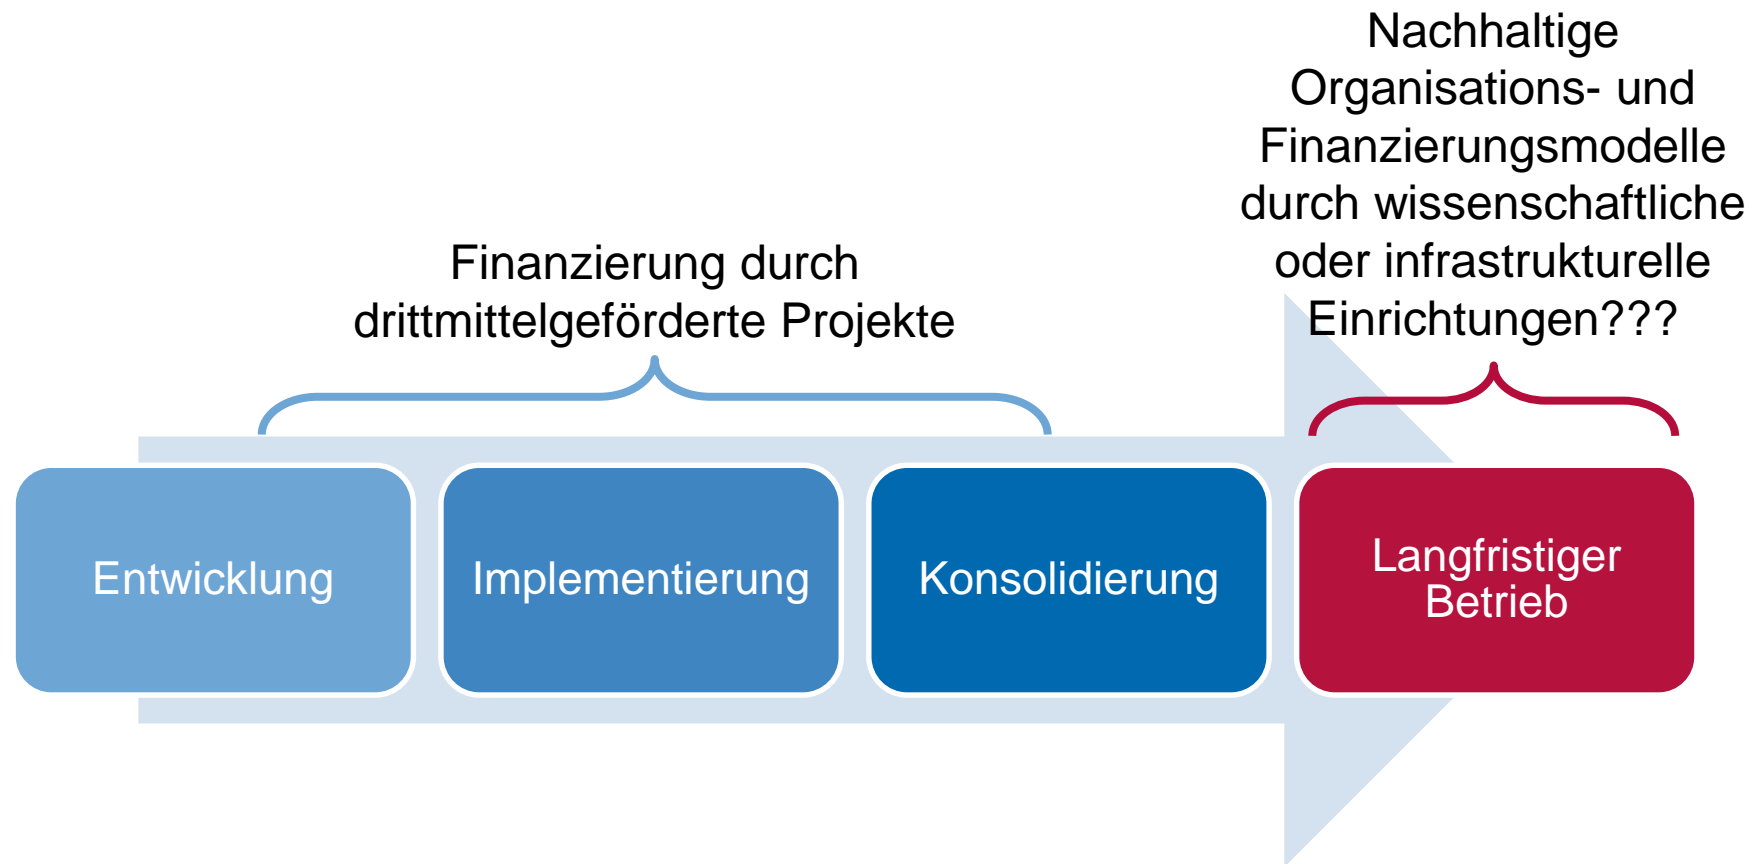 Nachhaltige
Organisations- und
Finanzierungsmodelle
durch wissenschaftliche
oder infrastrukturelle
Einrichtungen???
Finanzierung durch
drittmittelgeförderte Projekte
Entwicklung
Implementierung
Konsolidierung
Langfristiger
Betrieb